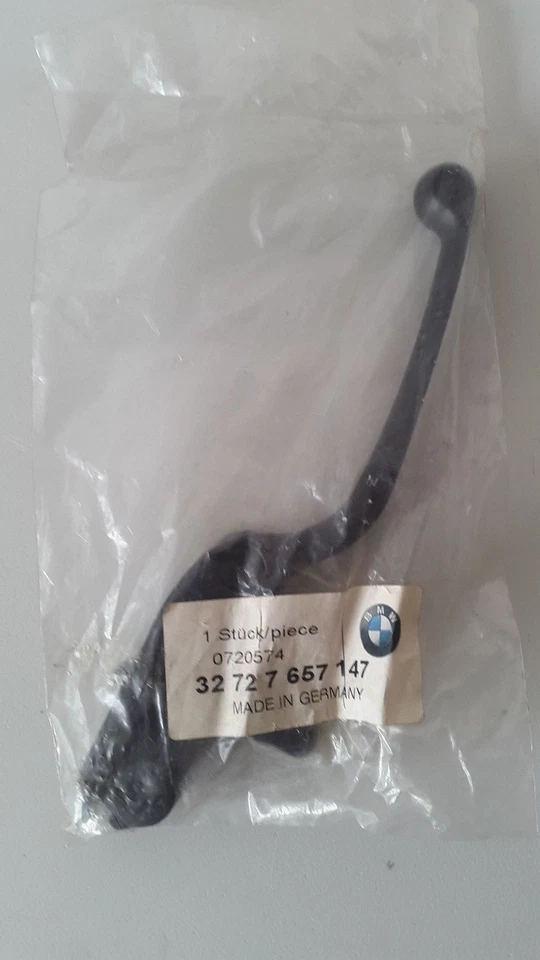 1 Stück/piece
BMW
0720574
32 72 7 657 147
MADE IN GERMANY